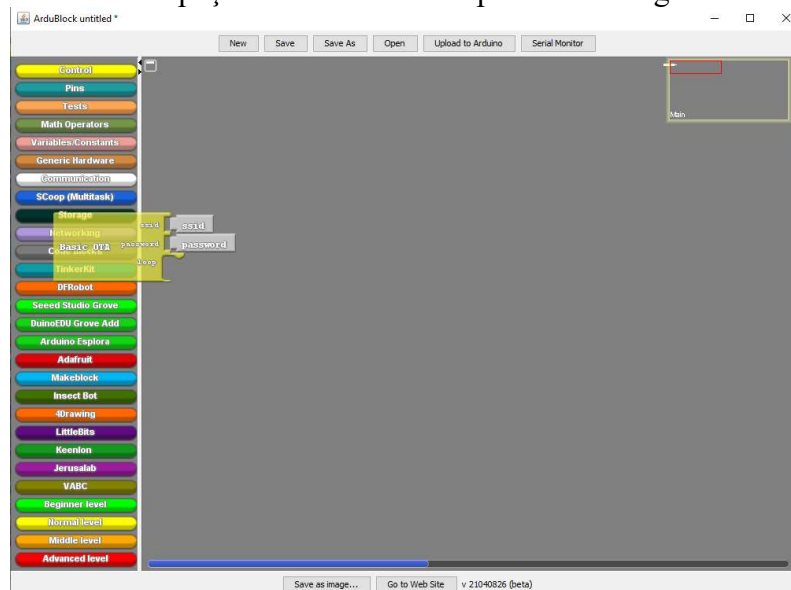 ArduBlock untitled *
New Save Save As Open Upload to Arduino Serial Monitor
Control
Pins
Tests
Math Operators
Variables/Constants
Generic Hardware
Communication
SCoop (Multitask)
Storage
Networking
Code Blocks
TinkerKit
DFRobot
Seeed Studio Grove
DuinoEDU Grove Add
Arduino Esplora
Adafruit
Makeblock
Insect Bot
4Drawing
LittleBits
Keenlon
Jerusalab
VABC
Beginner level
Normal level
Middle level
Advanced level
ssid ssid
Basic OTA password password
loop
Main
Save as image... Go to Web Site v 21040826 (beta)